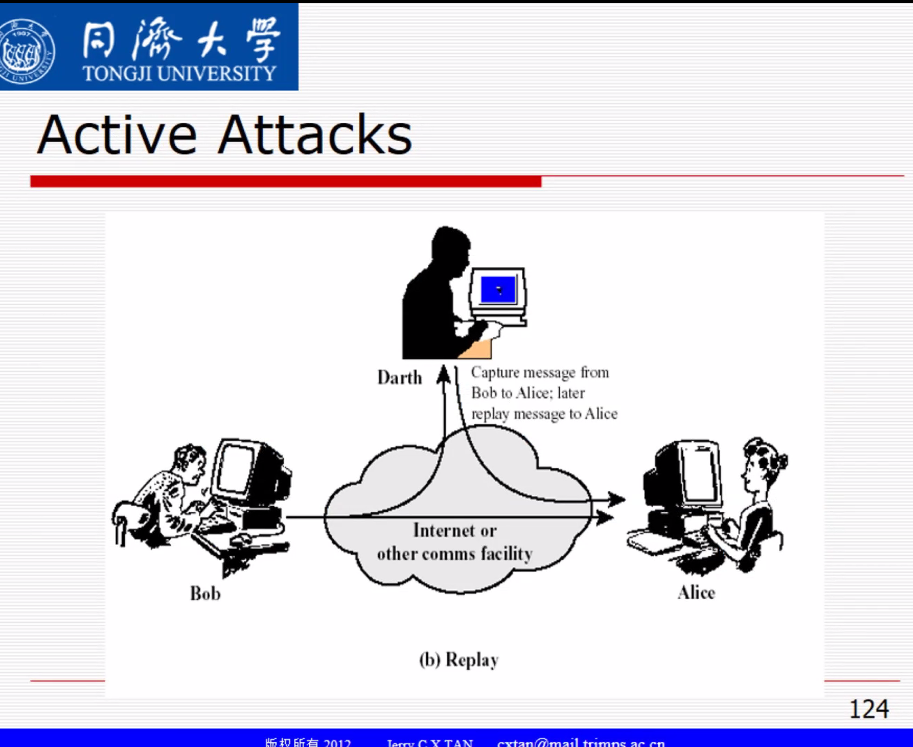 同濟大學
TONGJI UNIVERSITY
Active Attacks
Darth
Capture message from
Bob to Alice; later
replay message to Alice
Internet or
other comms facility
Bob
Alice
(b) Replay
124
版权所有 2012 Jerry C X TAN cxtan@mail.trimps.ac.cn